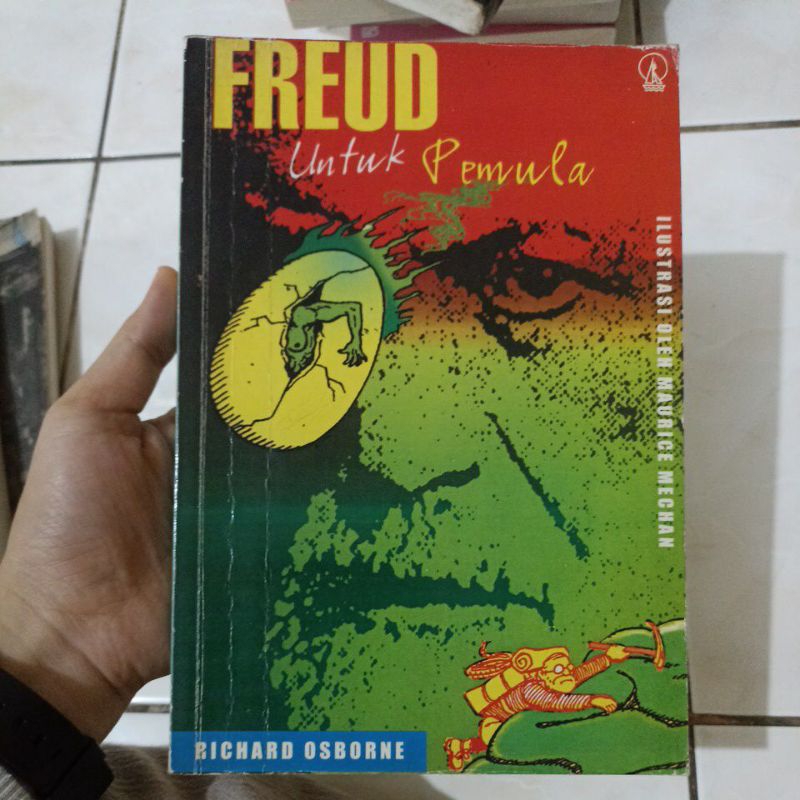 FREUD
Untuk Pemula
ILUSTRASI OLEH MAURICE MECHAN
RICHARD OSBORNE